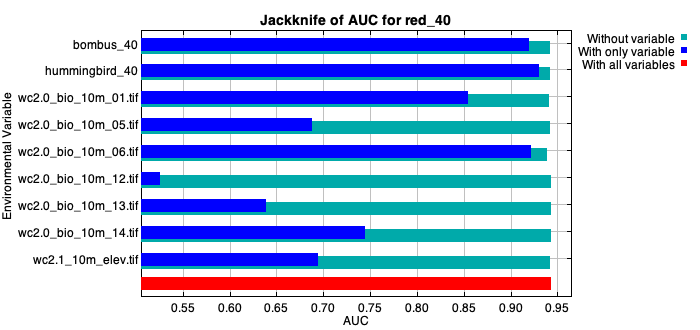 Jackknife of AUC for red_40
Without variable
With only variable
With all variables
Environmental Variable
bombus_40
hummingbird_40
wc2.0_bio_10m_01.tif
wc2.0_bio_10m_05.tif
wc2.0_bio_10m_06.tif
wc2.0_bio_10m_12.tif
wc2.0_bio_10m_13.tif
wc2.0_bio_10m_14.tif
wc2.1_10m_elev.tif
0.55 0.60 0.65 0.70 0.75 0.80 0.85 0.90 0.95
AUC